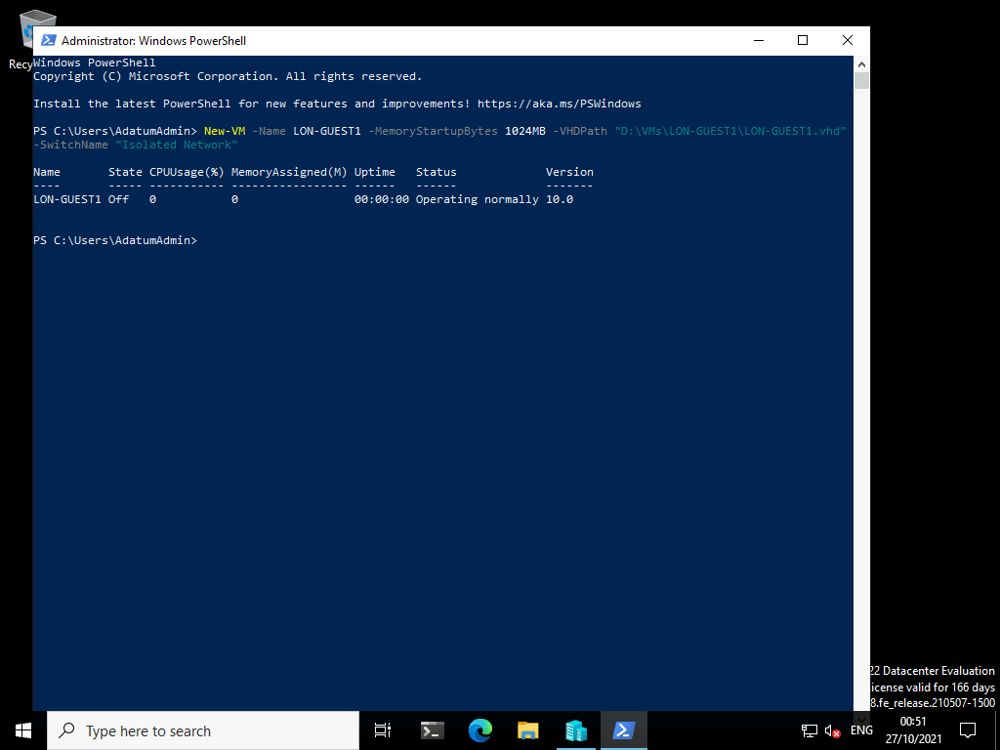 Administrator: Windows PowerShell
Recy
Windows PowerShell
Copyright (C) Microsoft Corporation. All rights reserved.
Install the latest PowerShell for new features and improvements! https://aka.ms/PSWindows
PS C:\Users\AdatumAdmin> New-VM -Name LON-GUEST1 -MemoryStartupBytes 1024MB -VHDPath "D:\VMs\LON-GUEST1\LON-GUEST1.vhd"
-SwitchName "Isolated Network"
Name State CPUUsage(%) MemoryAssigned(M) Uptime Status Version
---- ----- ----------- ----------------- ------ ------ -------
LON-GUEST1 Off 0 0 00:00:00 Operating normally 10.0
PS C:\Users\AdatumAdmin>
22 Datacenter Evaluation
icense valid for 166 days
8.fe_release.210507-1500
Type here to search
ENG
00:51
27/10/2021